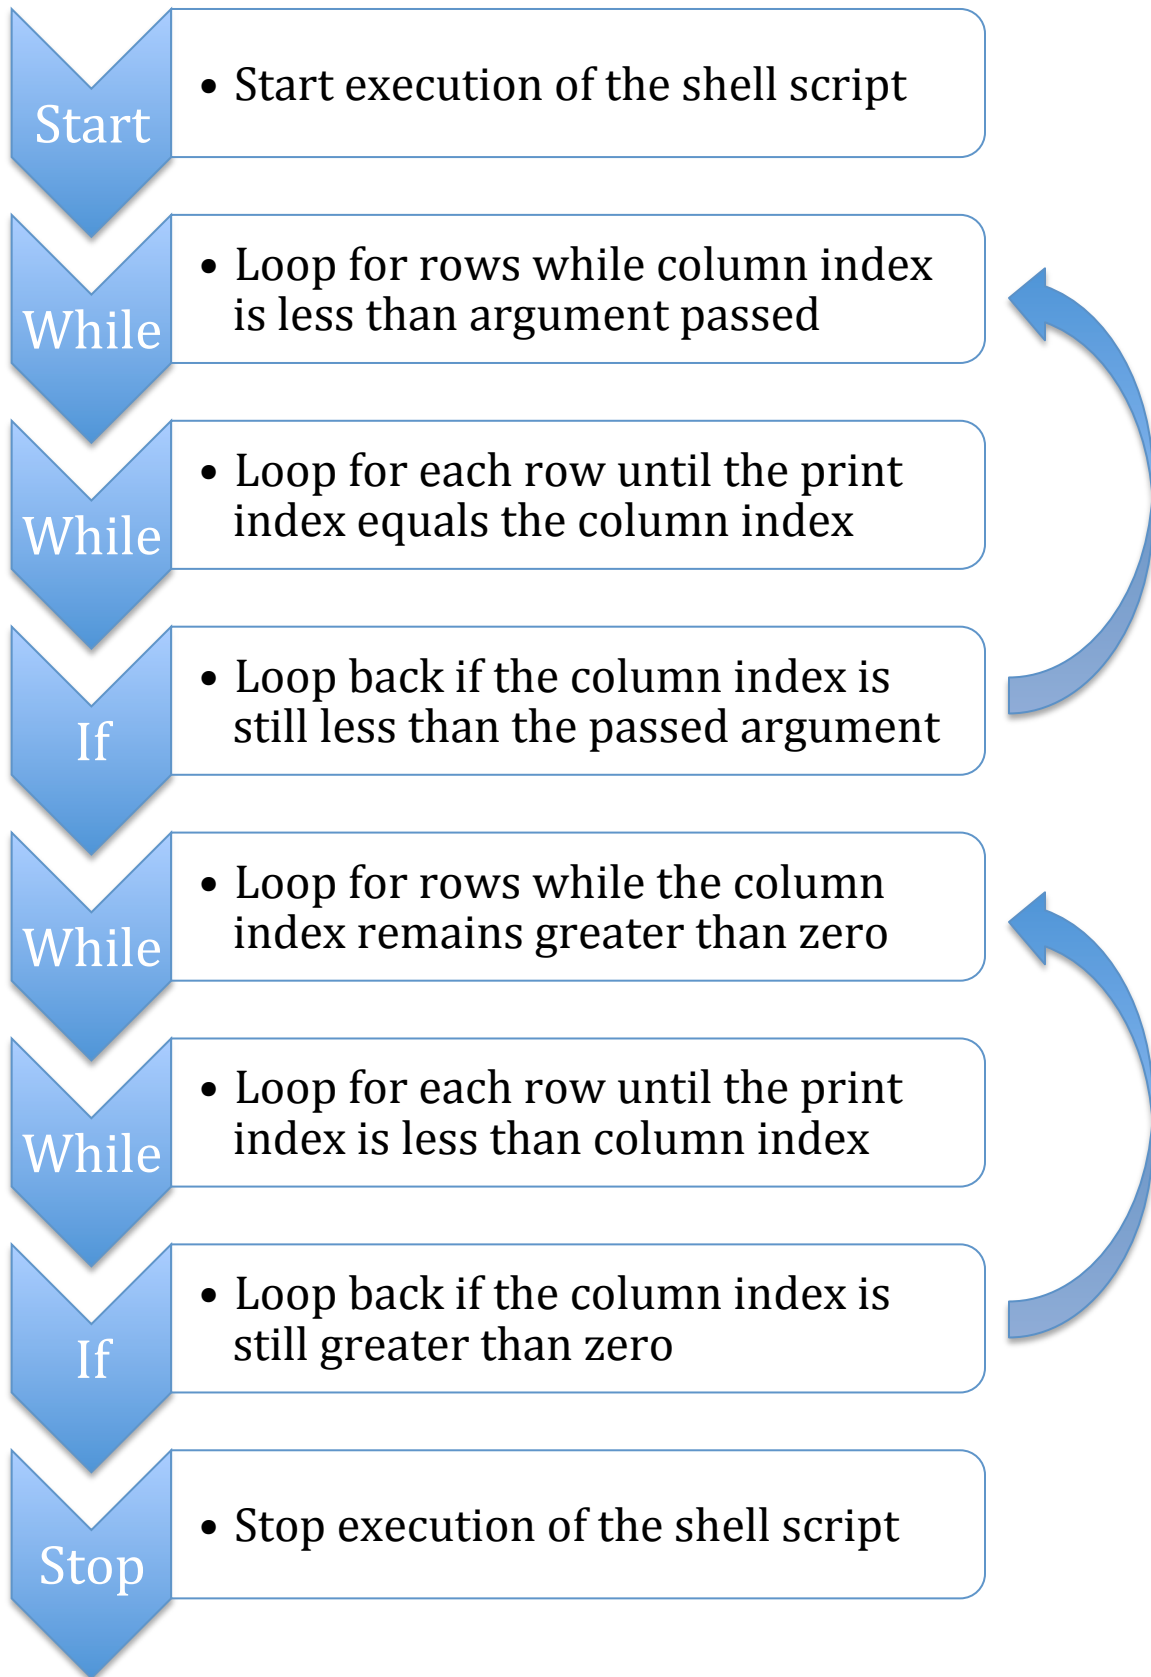 Start
• Start execution of the shell script
While
• Loop for rows while column index
is less than argument passed
While
• Loop for each row until the print
index equals the column index
If
• Loop back if the column index is
still less than the passed argument
While
• Loop for rows while the column
index remains greater than zero
While
• Loop for each row until the print
index is less than column index
If
• Loop back if the column index is
still greater than zero
Stop
• Stop execution of the shell script